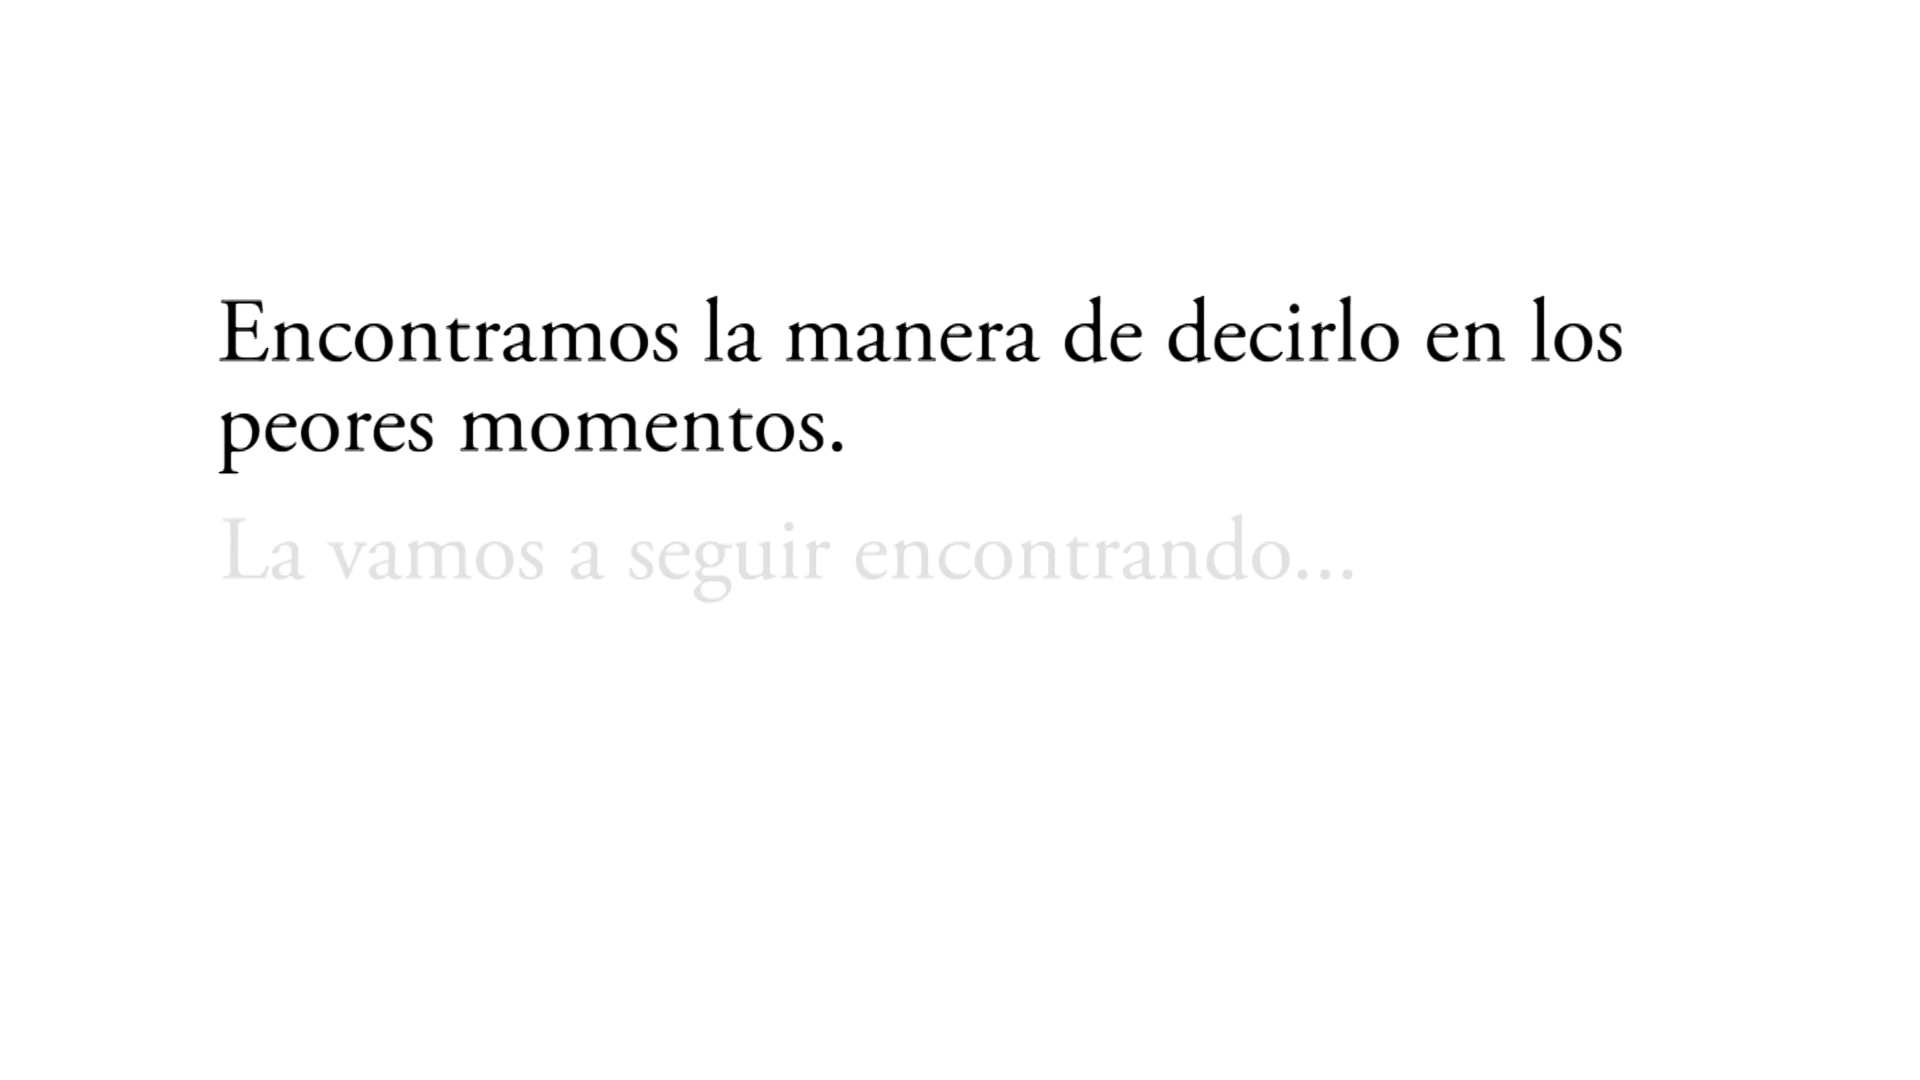 Encontramos la manera de decirlo en los
peores momentos.
La vamos a seguir encontrando...